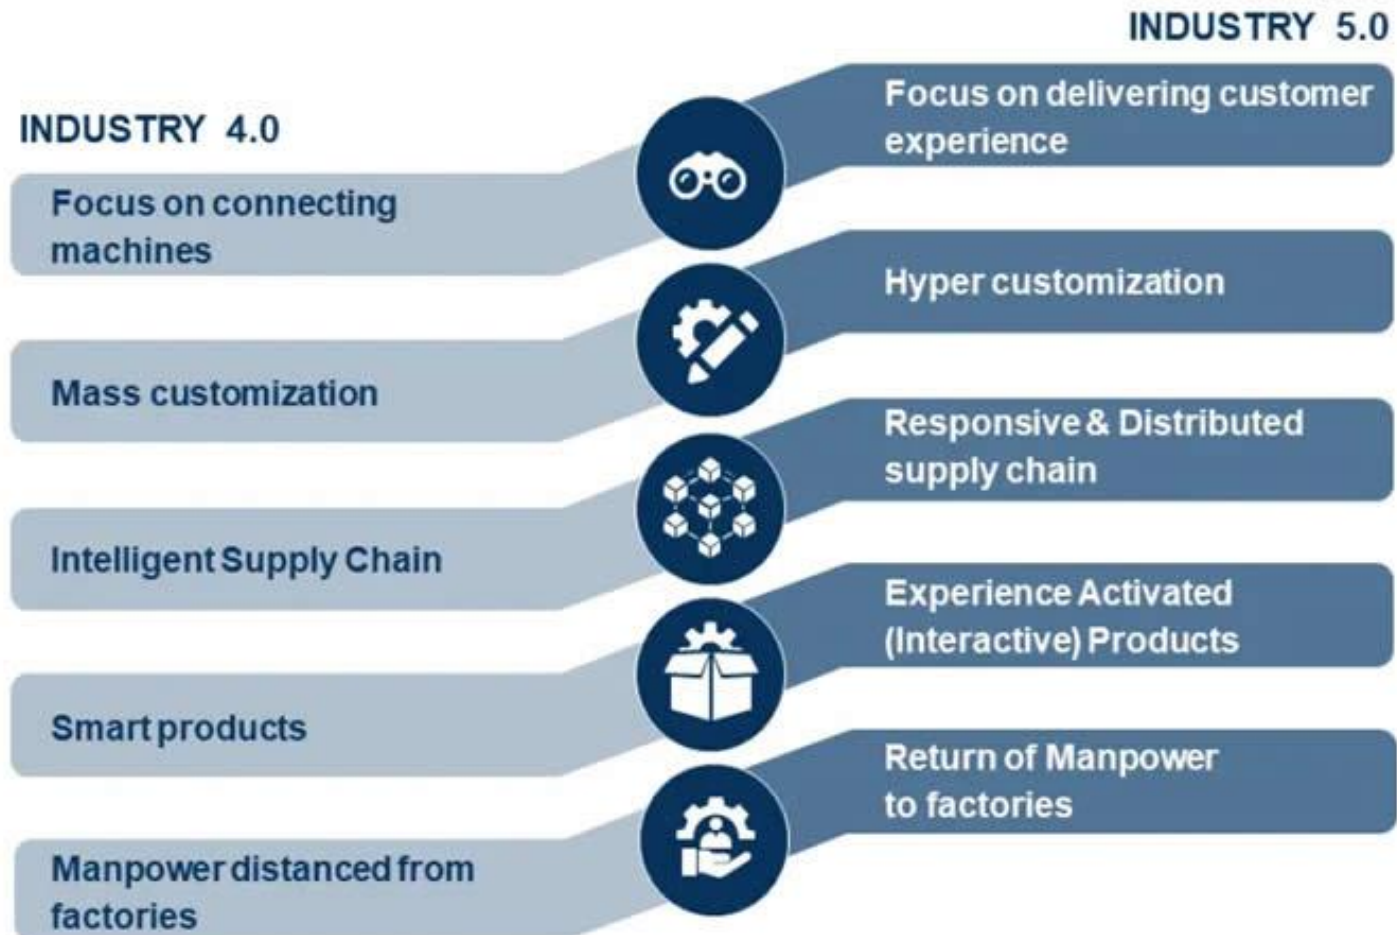 INDUSTRY 5.0
INDUSTRY 4.0
Focus on connecting
machines
Focus on delivering customer
experience
Mass customization
Hyper customization
Intelligent Supply Chain
Responsive & Distributed
supply chain
Smart products
Experience Activated
(Interactive) Products
Manpower distanced from
factories
Return of Manpower
to factories